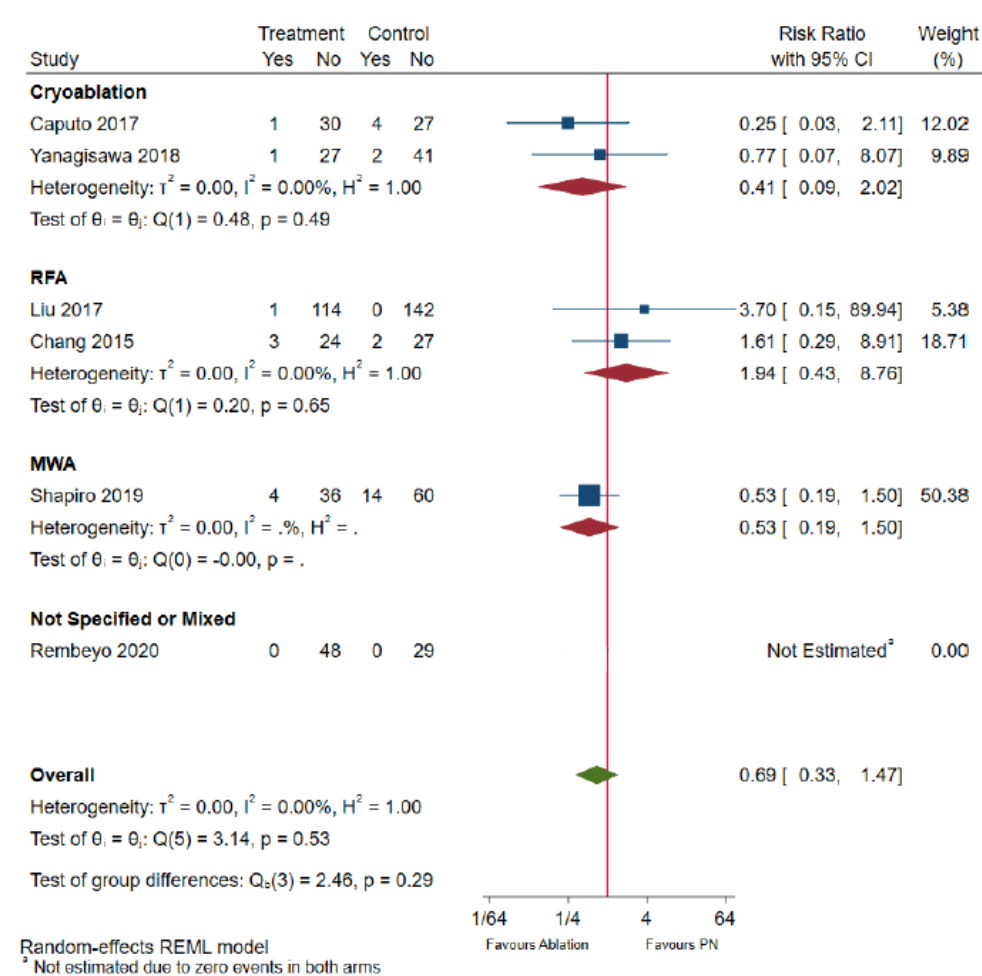 Treatment Control Risk Ratio Weight
Study Yes No Yes No with 95% CI (%)
Cryoablation
Caputo 2017 1 30 4 27 0.25 [ 0.03, 2.11] 12.02
Yanagisawa 2018 1 27 2 41 0.77 [ 0.07, 8.07] 9.89
Heterogeneity: τ² = 0.00, I² = 0.00%, H² = 1.00 0.41 [ 0.09, 2.02]
Test of θᵢ = θⱼ: Q(1) = 0.48, p = 0.49
RFA
Liu 2017 1 114 0 142 3.70 [ 0.15, 89.94] 5.38
Chang 2015 3 24 2 27 1.61 [ 0.29, 8.91] 18.71
Heterogeneity: τ² = 0.00, I² = 0.00%, H² = 1.00 1.94 [ 0.43, 8.76]
Test of θᵢ = θⱼ: Q(1) = 0.20, p = 0.65
MWA
Shapiro 2019 4 36 14 60 0.53 [ 0.19, 1.50] 50.38
Heterogeneity: τ² = 0.00, I² = .%, H² = . 0.53 [ 0.19, 1.50]
Test of θᵢ = θⱼ: Q(0) = -0.00, p = .
Not Specified or Mixed
Rembeyo 2020 0 48 0 29 Not Estimatedª 0.00
Overall 0.69 [ 0.33, 1.47]
Heterogeneity: τ² = 0.00, I² = 0.00%, H² = 1.00
Test of θᵢ = θⱼ: Q(5) = 3.14, p = 0.53
Test of group differences: Q_b(3) = 2.46, p = 0.29
1/64 1/4 4 64
Favours Ablation Favours PN
Random-effects REML model
ª Not estimated due to zero events in both arms